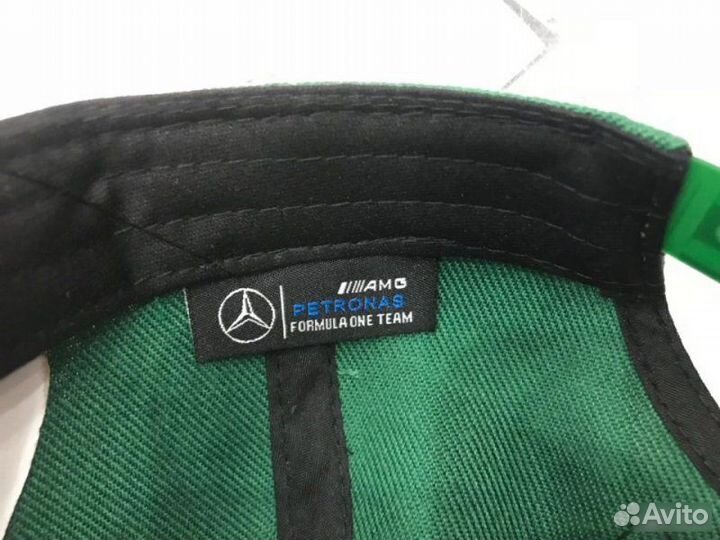 AMG
PETRONAS
FORMULA ONE TEAM
Avito